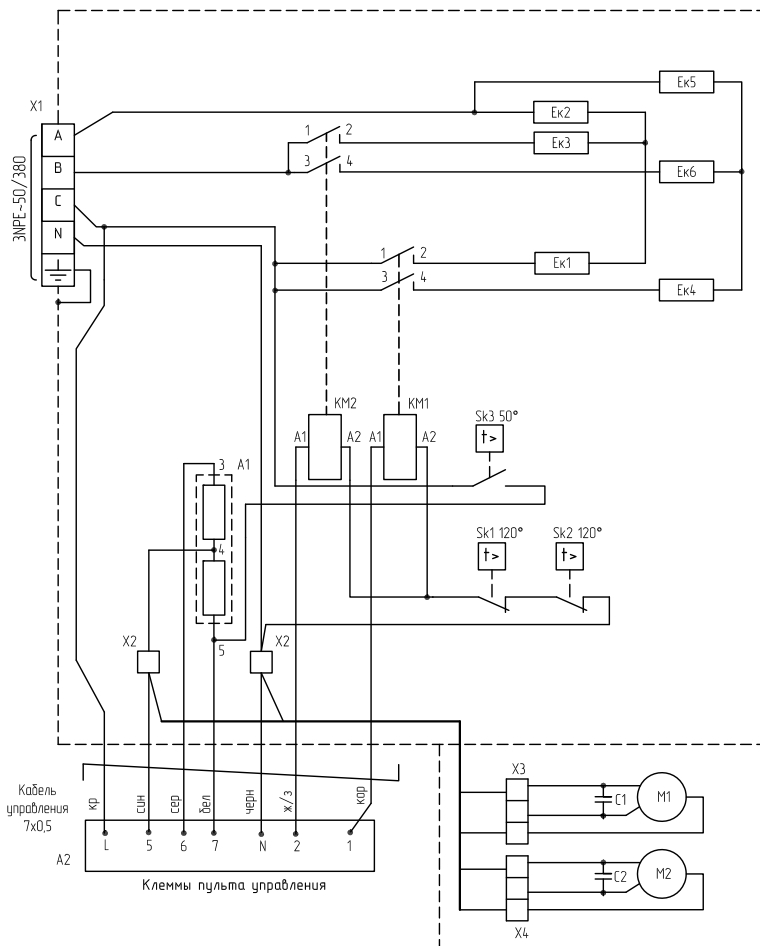 X1
A
B
C
N
3NPE~50/380
Ек5
Ек2
1 2
Ек3
3 4
Ек6
1 2
Ек1
3 4
Ек4
КМ2
КМ1
A1 A2 A1 A2
Sk3 50°
t>
3 A1
4
5
Sk1 120°
Sk2 120°
t>
t>
X2
X2
Кабель
управления
7х0,5
кр
син
сер
бел
черн
ж/з
кор
L 5 6 7 N 2 1
A2
Клеммы пульта управления
X3
C1
M1
C2
M2
X4